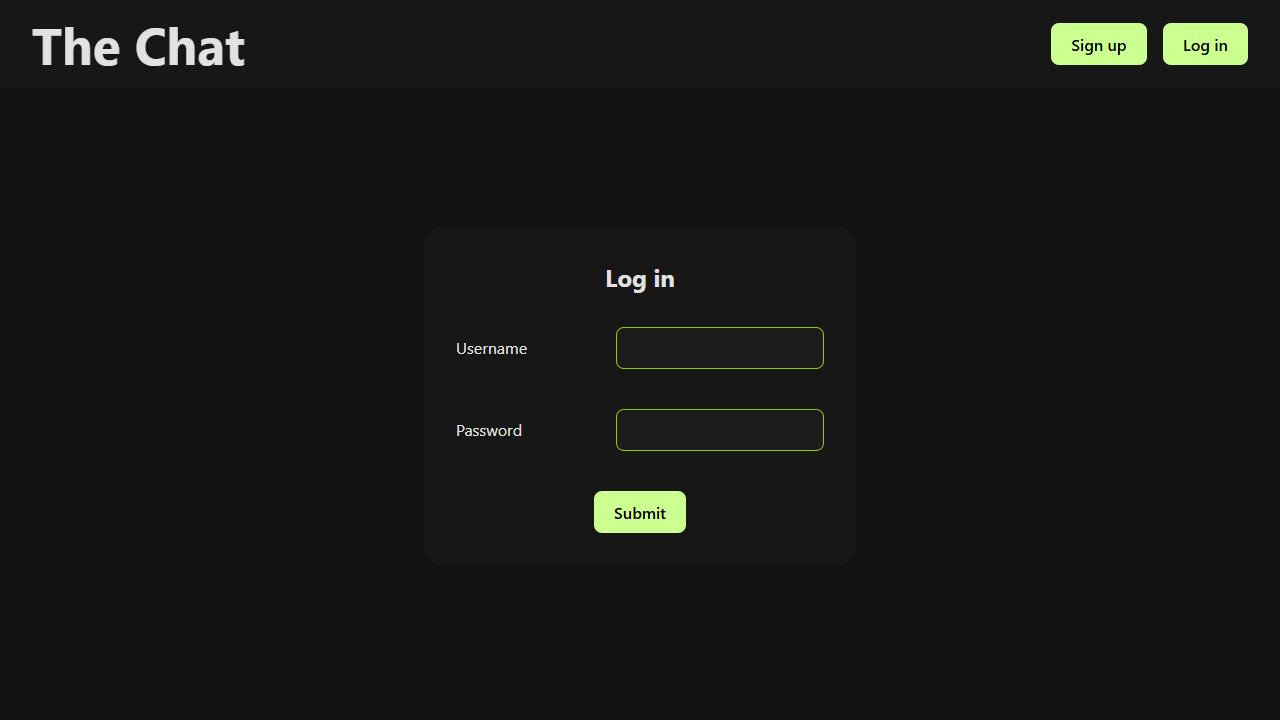 The Chat
Sign up
Log in
Log in
Username
Password
Submit